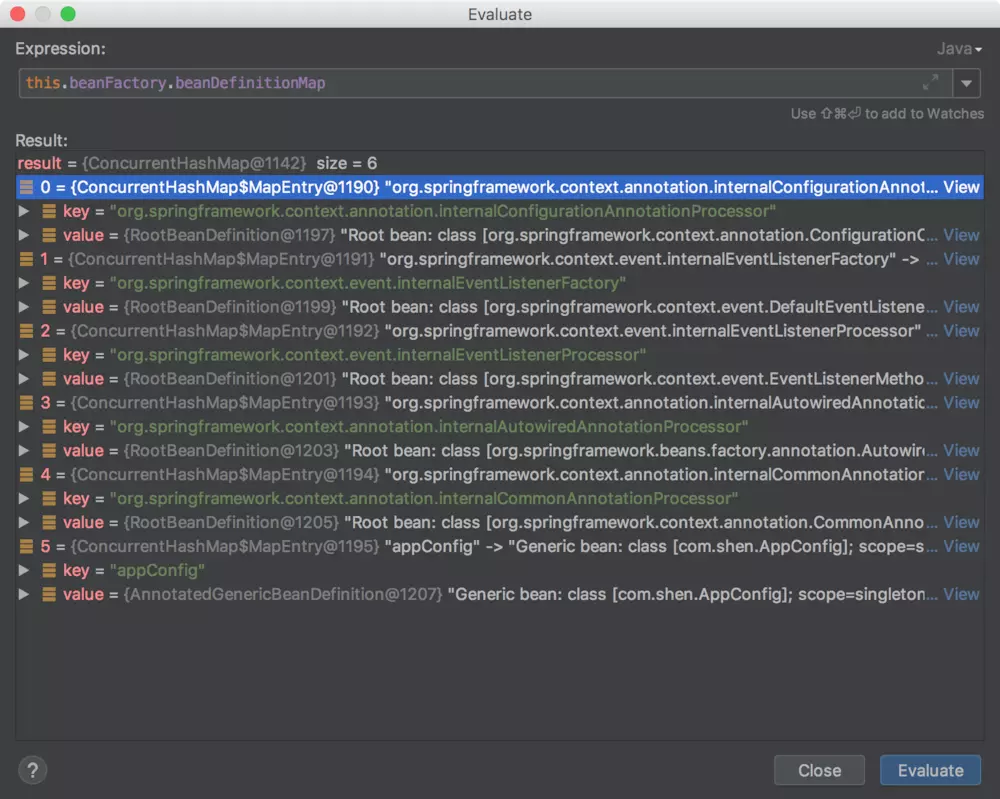 Evaluate
Expression:
Java
this.beanFactory.beanDefinitionMap
Use ⇧⌘⏎ to add to Watches
Result:
result = {ConcurrentHashMap@1142} size = 6
0 = {ConcurrentHashMap$MapEntry@1190} "org.springframework.context.annotation.internalConfigurationAnnot... View
key = "org.springframework.context.annotation.internalConfigurationAnnotationProcessor"
value = {RootBeanDefinition@1197} "Root bean: class [org.springframework.context.annotation.ConfigurationC... View
1 = {ConcurrentHashMap$MapEntry@1191} "org.springframework.context.event.internalEventListenerFactory" -> ... View
key = "org.springframework.context.event.internalEventListenerFactory"
value = {RootBeanDefinition@1199} "Root bean: class [org.springframework.context.event.DefaultEventListene... View
2 = {ConcurrentHashMap$MapEntry@1192} "org.springframework.context.event.internalEventListenerProcessor" ... View
key = "org.springframework.context.event.internalEventListenerProcessor"
value = {RootBeanDefinition@1201} "Root bean: class [org.springframework.context.event.EventListenerMetho... View
3 = {ConcurrentHashMap$MapEntry@1193} "org.springframework.context.annotation.internalAutowiredAnnotatic... View
key = "org.springframework.context.annotation.internalAutowiredAnnotationProcessor"
value = {RootBeanDefinition@1203} "Root bean: class [org.springframework.beans.factory.annotation.Autowir... View
4 = {ConcurrentHashMap$MapEntry@1194} "org.springframework.context.annotation.internalCommonAnnotation... View
key = "org.springframework.context.annotation.internalCommonAnnotationProcessor"
value = {RootBeanDefinition@1205} "Root bean: class [org.springframework.context.annotation.CommonAnno... View
5 = {ConcurrentHashMap$MapEntry@1195} "appConfig" -> "Generic bean: class [com.shen.AppConfig]; scope=s... View
key = "appConfig"
value = {AnnotatedGenericBeanDefinition@1207} "Generic bean: class [com.shen.AppConfig]; scope=singleton... View
?
Close
Evaluate